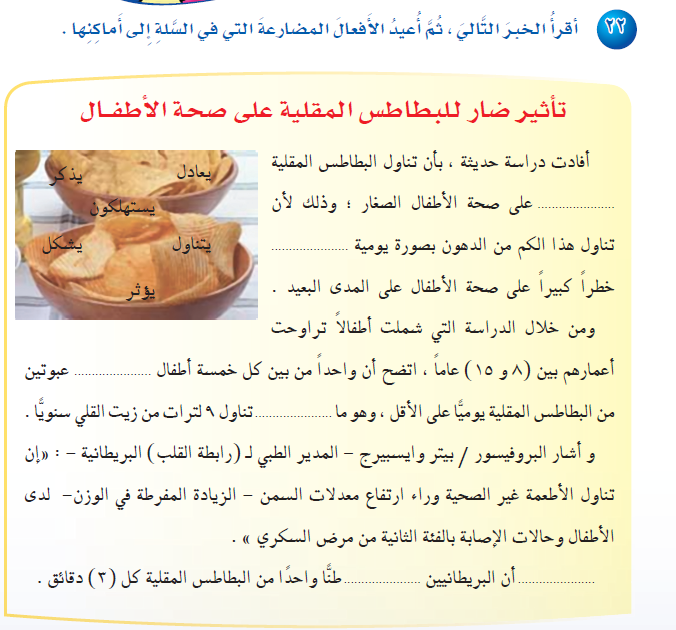 ٢٢ أقرأُ الخبرَ التَّاليَ ، ثُمَّ أُعيدُ الأَفعالَ المضارعةَ التي في السَّلةِ إِلى أَماكِنِها .
تأثير ضار للبطاطس المقلية على صحة الأطفـال
أفادت دراسة حديثة ، بأن تناول البطاطس المقلية
.................... على صحة الأطفال الصغار ؛ وذلك لأن
تناول هذا الكم من الدهون بصورة يومية ....................
خطراً كبيراً على صحة الأطفال على المدى البعيد .
يعادل يذكر
يستهلكون
يتناول يشكل
يؤثر
ومن خلال الدراسة التي شملت أطفالاً تراوحت
أعمارهم بين (٨ و ١٥) عاماً ، اتضح أن واحداً من بين كل خمسة أطفال .................... عبوتين
من البطاطس المقلية يوميًّا على الأقل ، وهو ما .................... تناول ٩ لترات من زيت القلي سنويًّا .
و أشار البروفيسور / بيتر وايسبيرج – المدير الطبي لـ (رابطة القلب) البريطانية – : «إن
تناول الأطعمة غير الصحية وراء ارتفاع معدلات السمن – الزيادة المفرطة في الوزن– لدى
الأطفال وحالات الإصابة بالفئة الثانية من مرض السكري » .
.................... أن البريطانيين .................... طنًّا واحدًا من البطاطس المقلية كل (٣) دقائق .